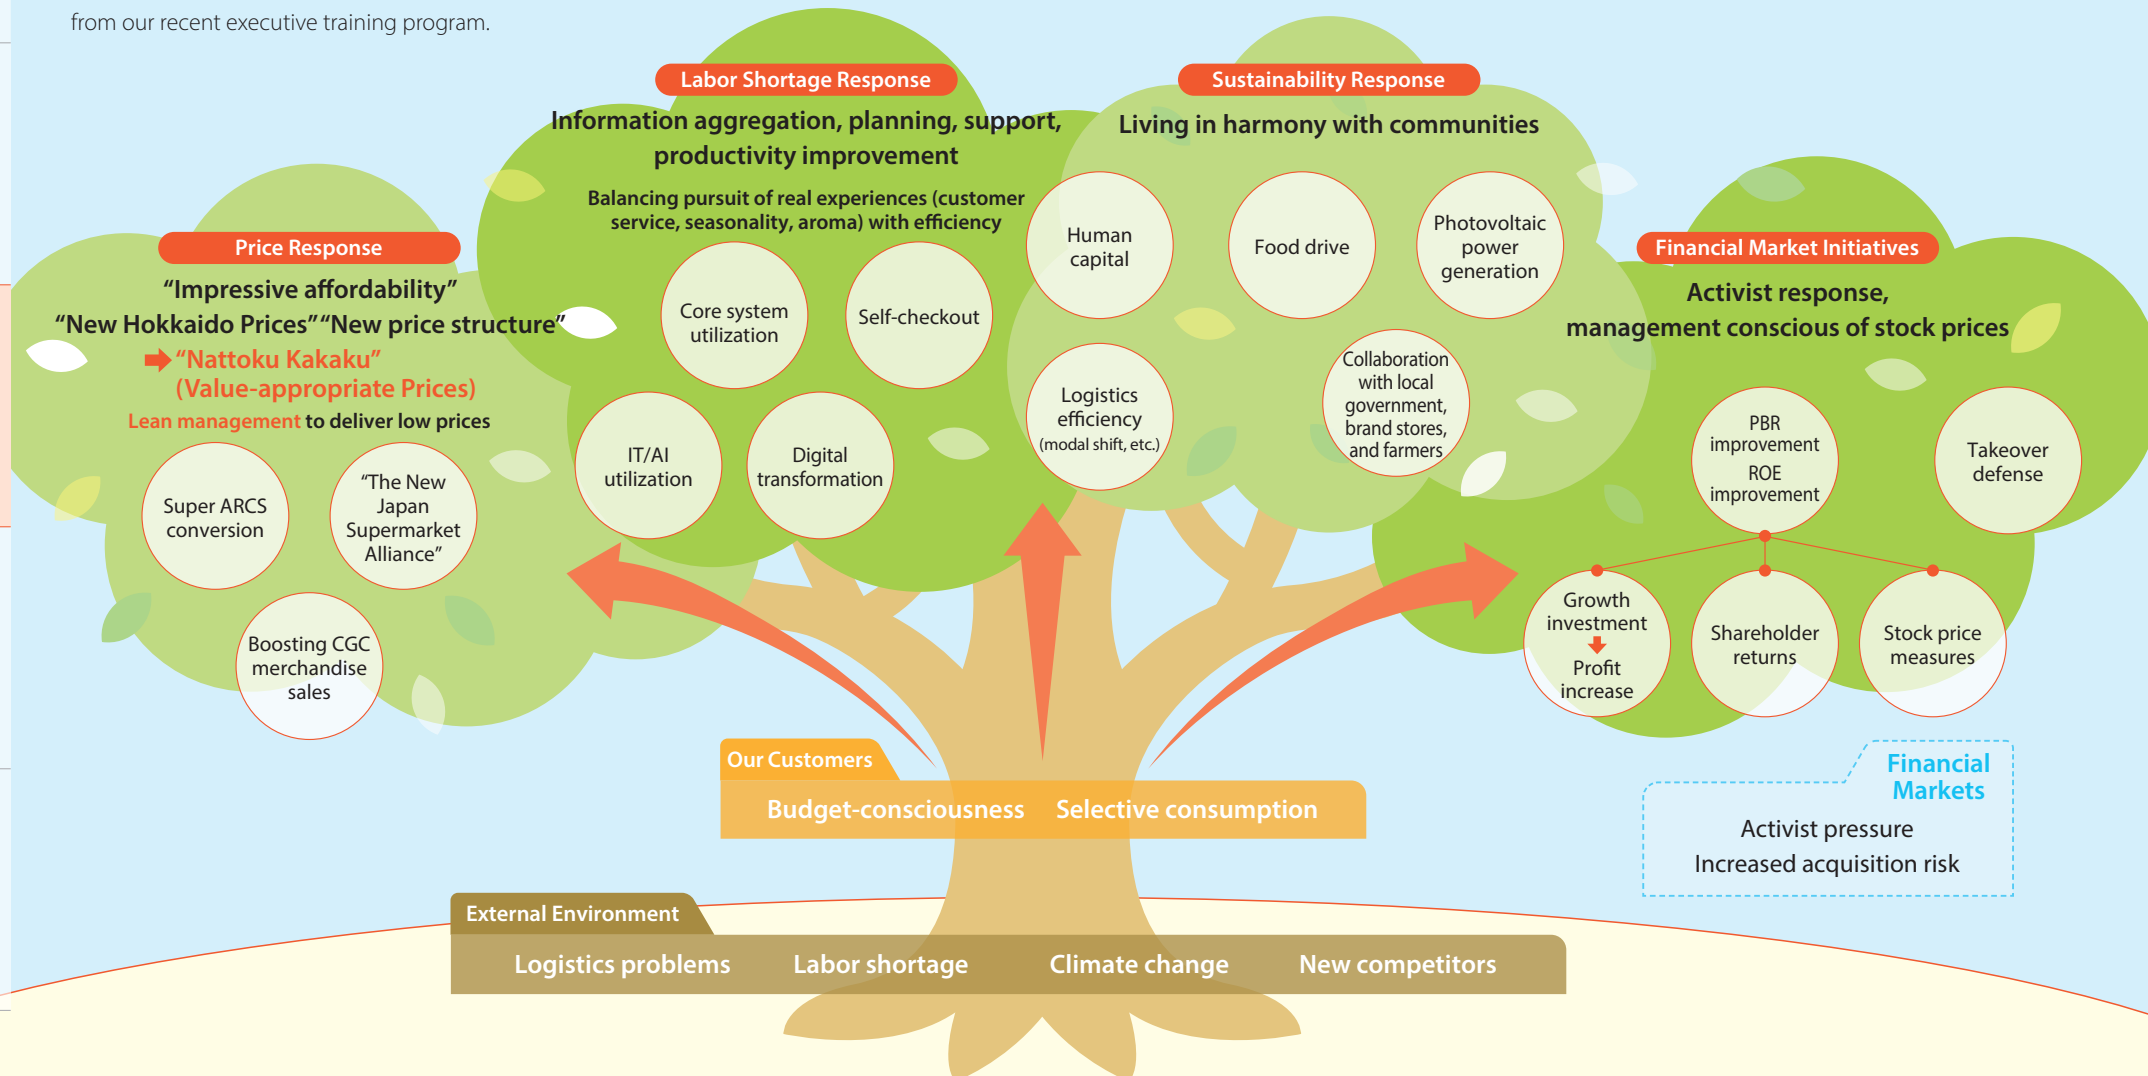 from our recent executive training program.
Price Response
“Impressive affordability”
“New Hokkaido Prices” “New price structure”
“Nattoku Kakaku”
(Value-appropriate Prices)
Lean management to deliver low prices
Super ARCS
conversion
“The New
Japan
Supermarket
Alliance”
Boosting CGC
merchandise
sales
Labor Shortage Response
Information aggregation, planning, support,
productivity improvement
Balancing pursuit of real experiences (customer
service, seasonality, aroma) with efficiency
Core system
utilization
Self-checkout
IT/AI
utilization
Digital
transformation
Sustainability Response
Living in harmony with communities
Human
capital
Food drive
Photovoltaic
power
generation
Logistics
efficiency
(modal shift, etc.)
Collaboration
with local
government,
brand stores,
and farmers
Financial Market Initiatives
Activist response,
management conscious of stock prices
PBR
improvement
ROE
improvement
Takeover
defense
Growth
investment
Profit
increase
Shareholder
returns
Stock price
measures
Our Customers
Budget-consciousness Selective consumption
Financial
Markets
Activist pressure
Increased acquisition risk
External Environment
Logistics problems Labor shortage Climate change New competitors